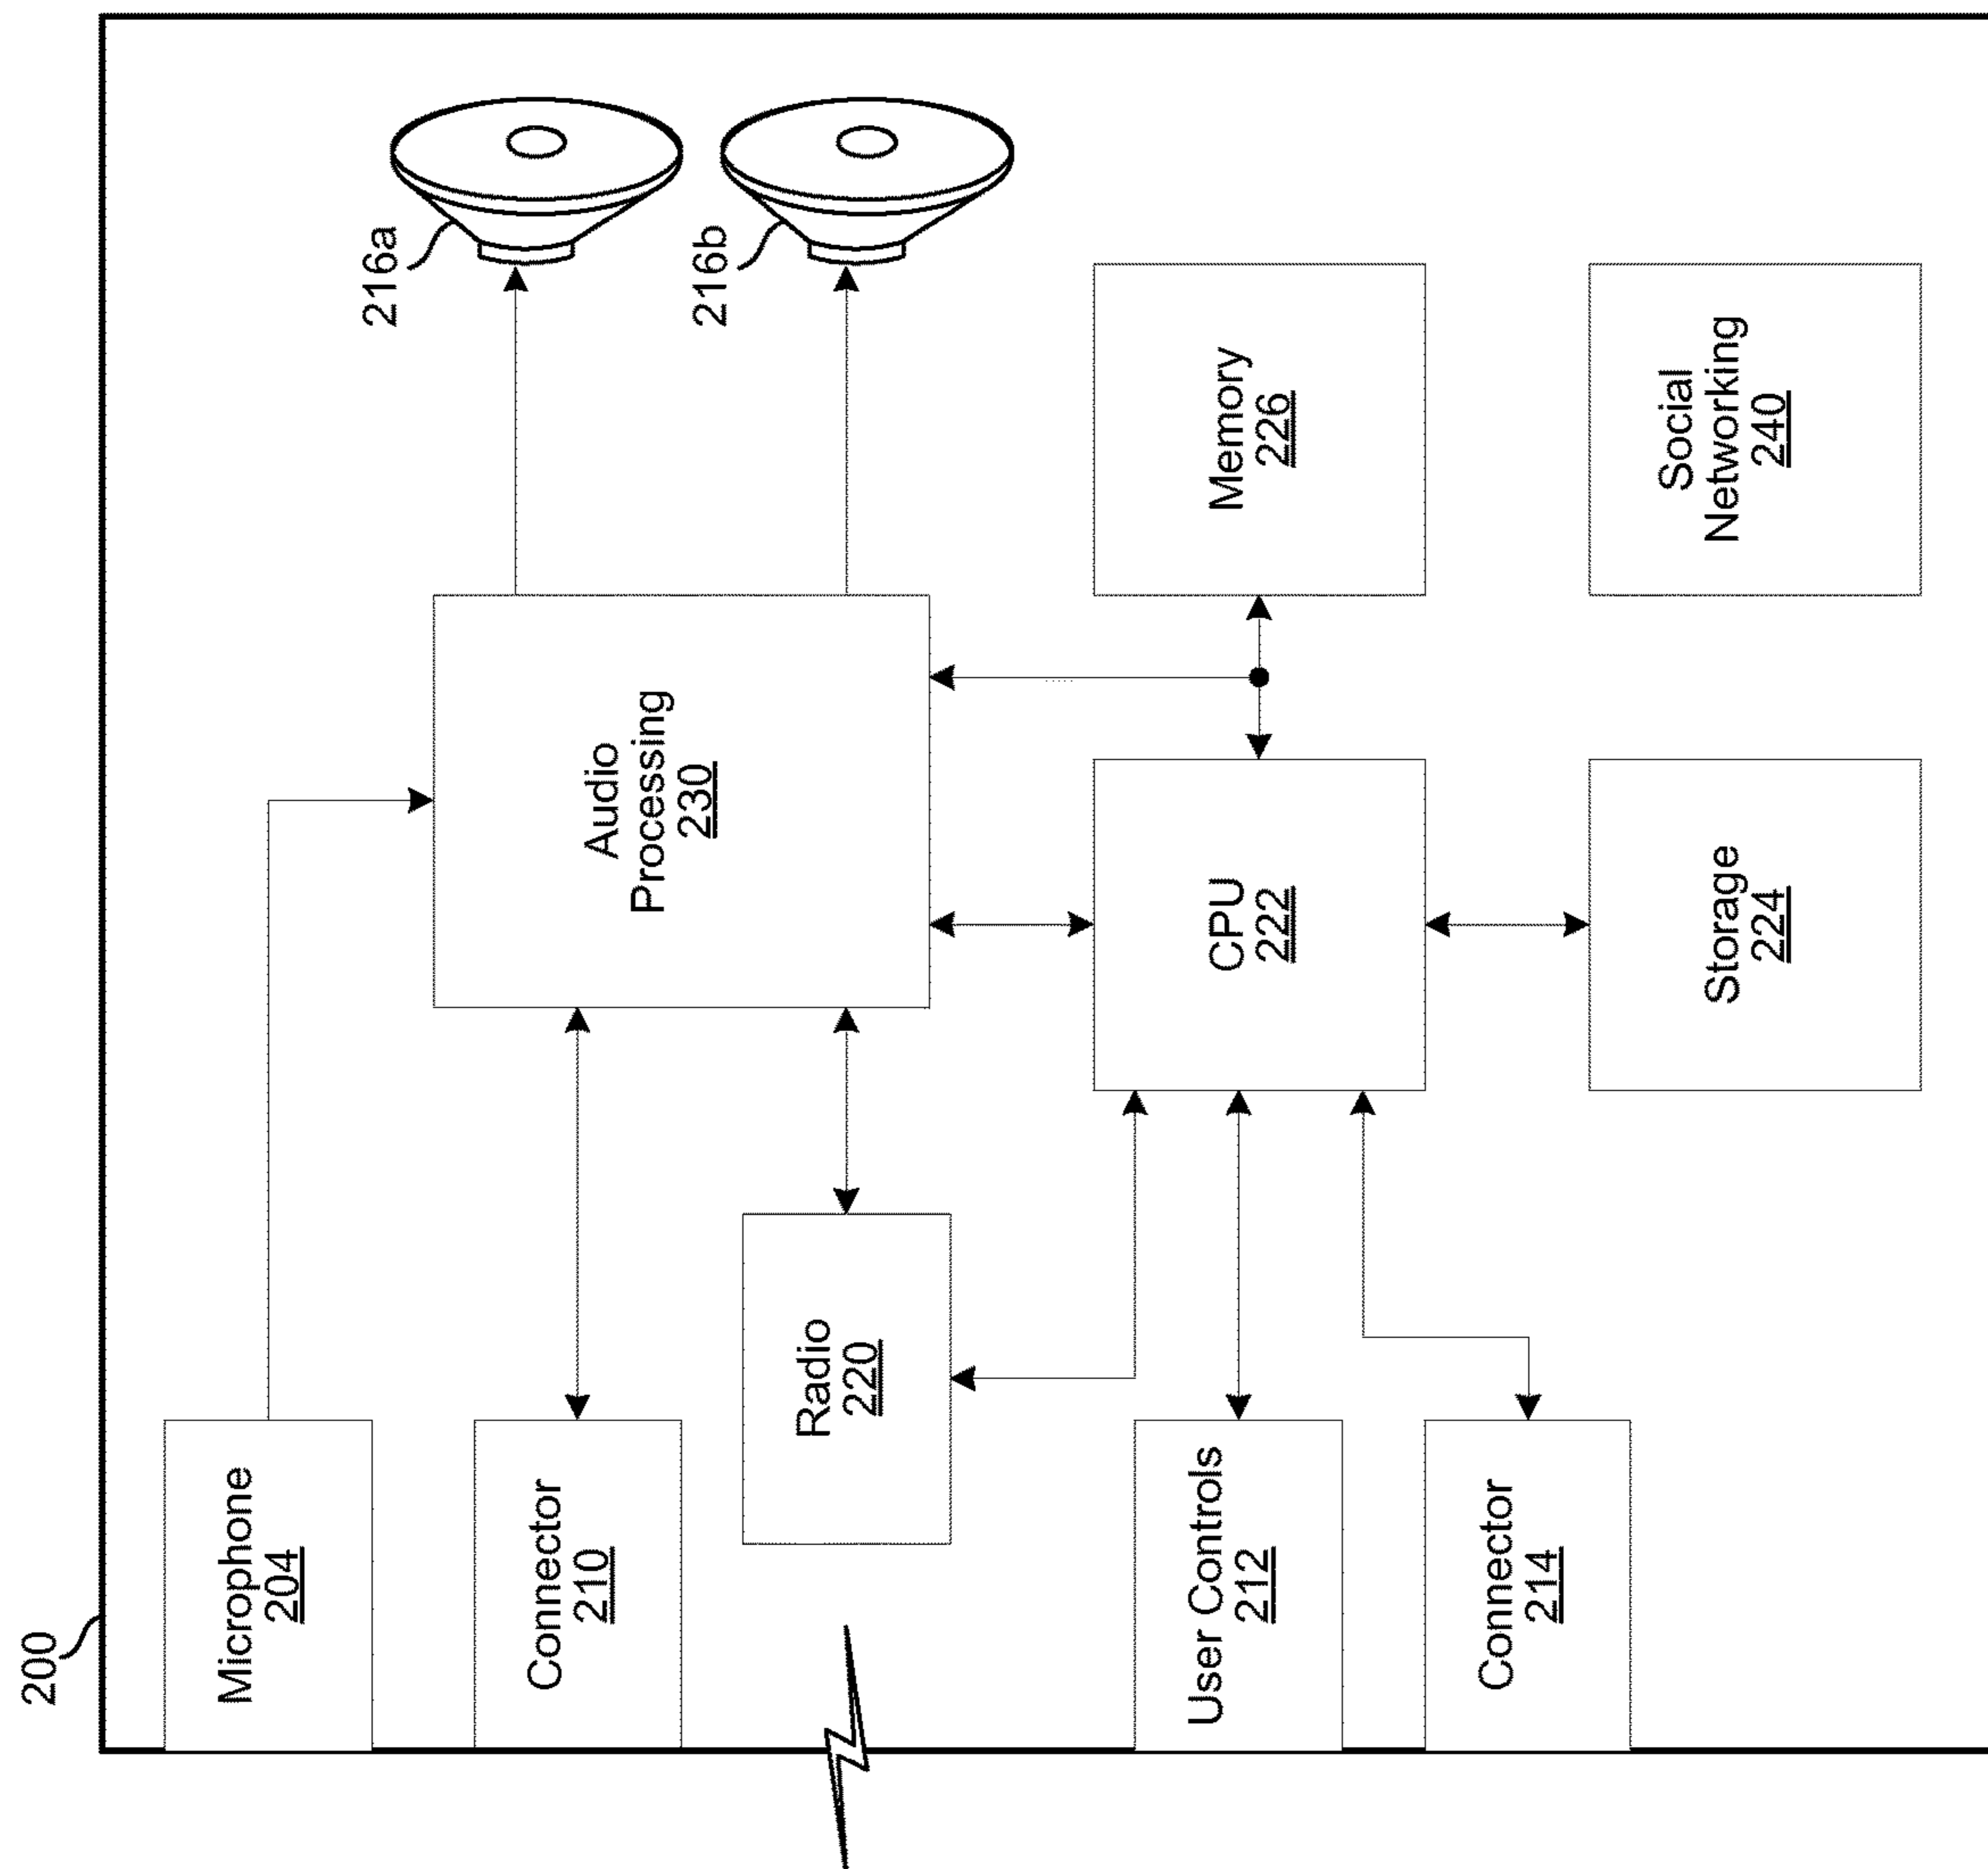 200
Microphone
204
Connector
210
Radio
220
User Controls
212
Connector
214
Audio
Processing
230
CPU
222
Storage
224
216a
216b
Memory
226
Social
Networking
240